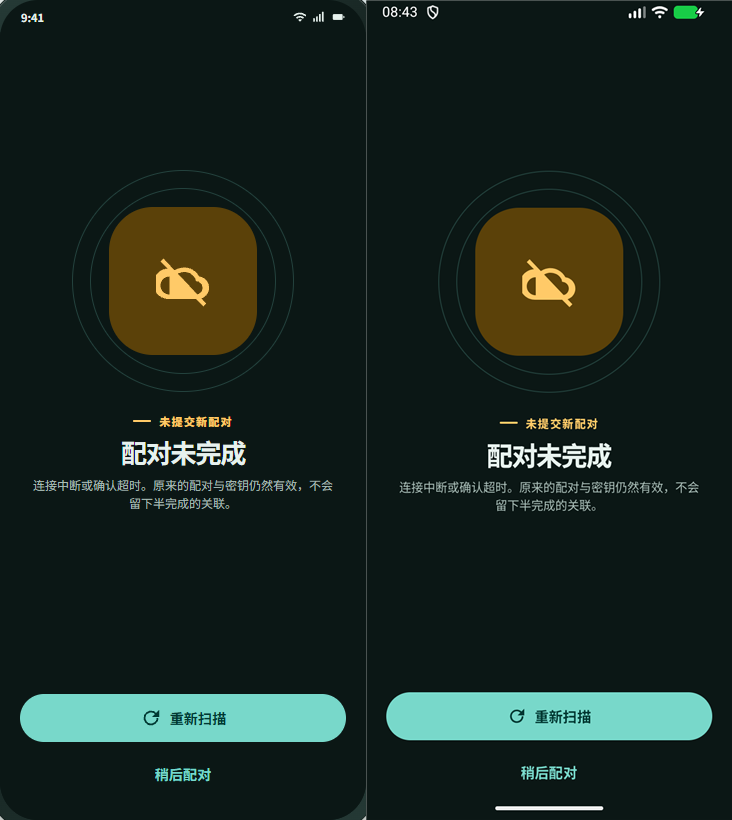 9:41
未提交新配对
配对未完成
连接中断或确认超时。原来的配对与密钥仍然有效，不会
留下半完成的关联。
重新扫描
稍后配对
08:43
未提交新配对
配对未完成
连接中断或确认超时。原来的配对与密钥仍然有效，不会
留下半完成的关联。
重新扫描
稍后配对